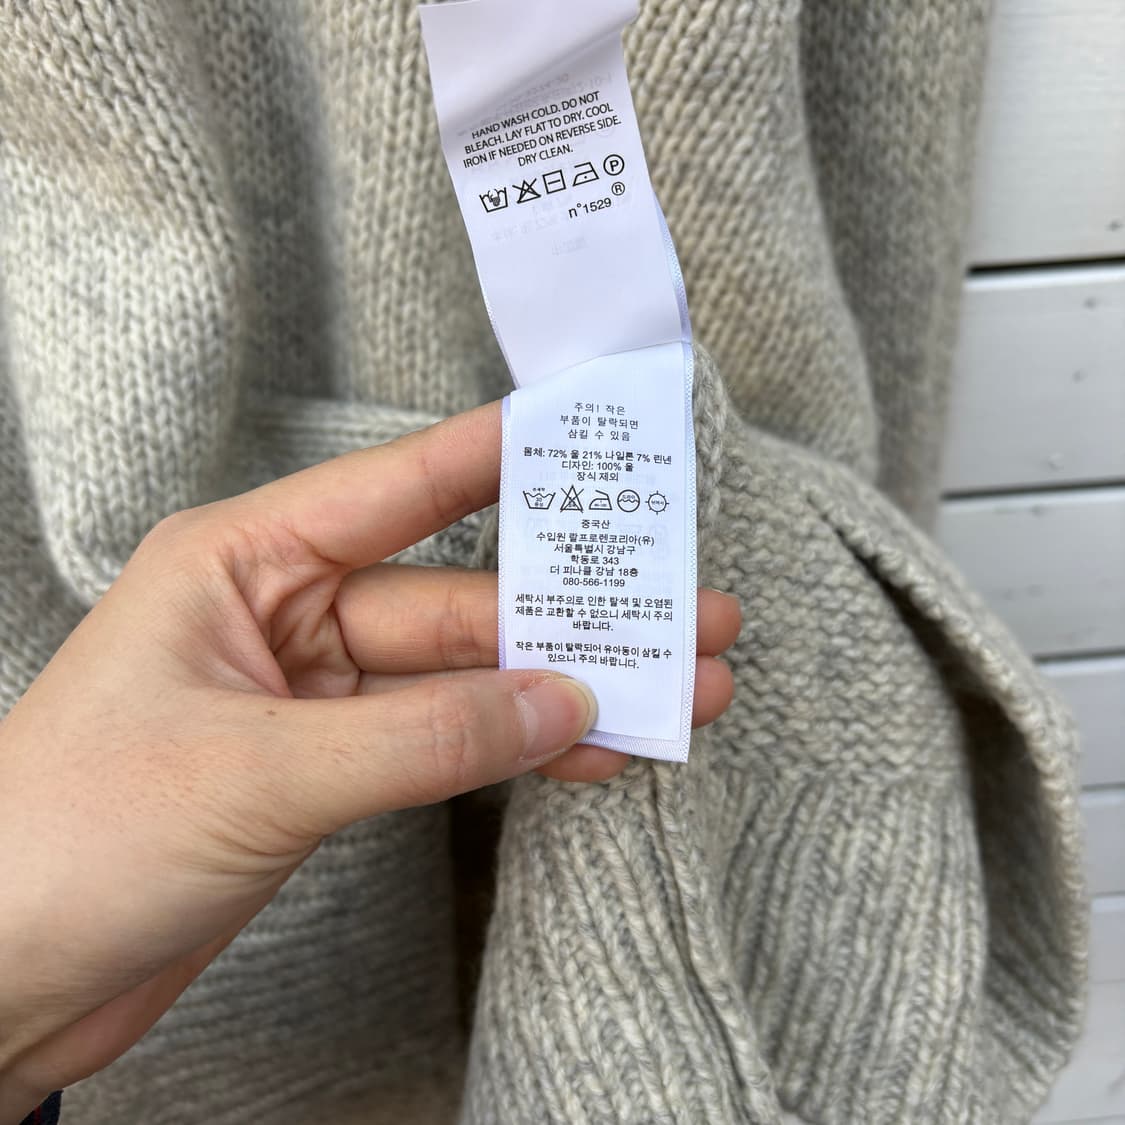 HAND WASH COLD. DO NOT
BLEACH. LAY FLAT TO DRY. COOL
IRON IF NEEDED ON REVERSE SIDE.
DRY CLEAN.
P
®
n°1529
주의! 작은
부품이 탈락되면
삼킬 수 있음
몸체: 72% 울 21% 나일론 7% 린넨
디자인: 100% 울
장식 제외
중국산
수입원 랄프로렌코리아(유)
서울특별시 강남구
학동로 343
더 피나클 강남 18층
080-566-1199
세탁시 부주의로 인한 탈색 및 오염된
제품은 교환할 수 없으니 세탁시 주의
바랍니다.
작은 부품이 탈락되어 유아동이 삼킬 수
있으니 주의 바랍니다.